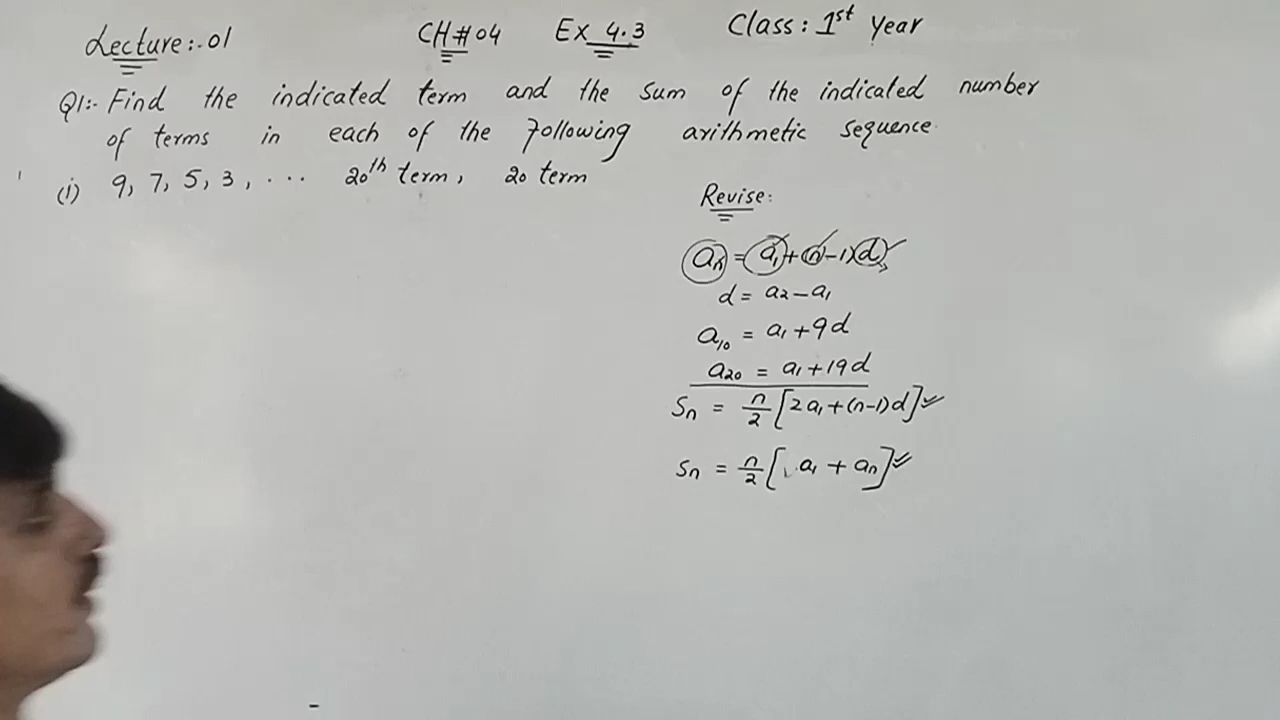 Lecture:-01 CH#04 Ex 4.3 Class: 1st Year
Q1:- Find the indicated term and the sum of the indicated number
of terms in each of the following arithmetic sequence.
(i) 9, 7, 5, 3, ... 20th term, 20 term
Revise:
an = a1 + (n-1)d
d = a2 - a1
a10 = a1 + 9d
a20 = a1 + 19d
Sn = n/2 [2a1 + (n-1)d]
Sn = n/2 [a1 + an]